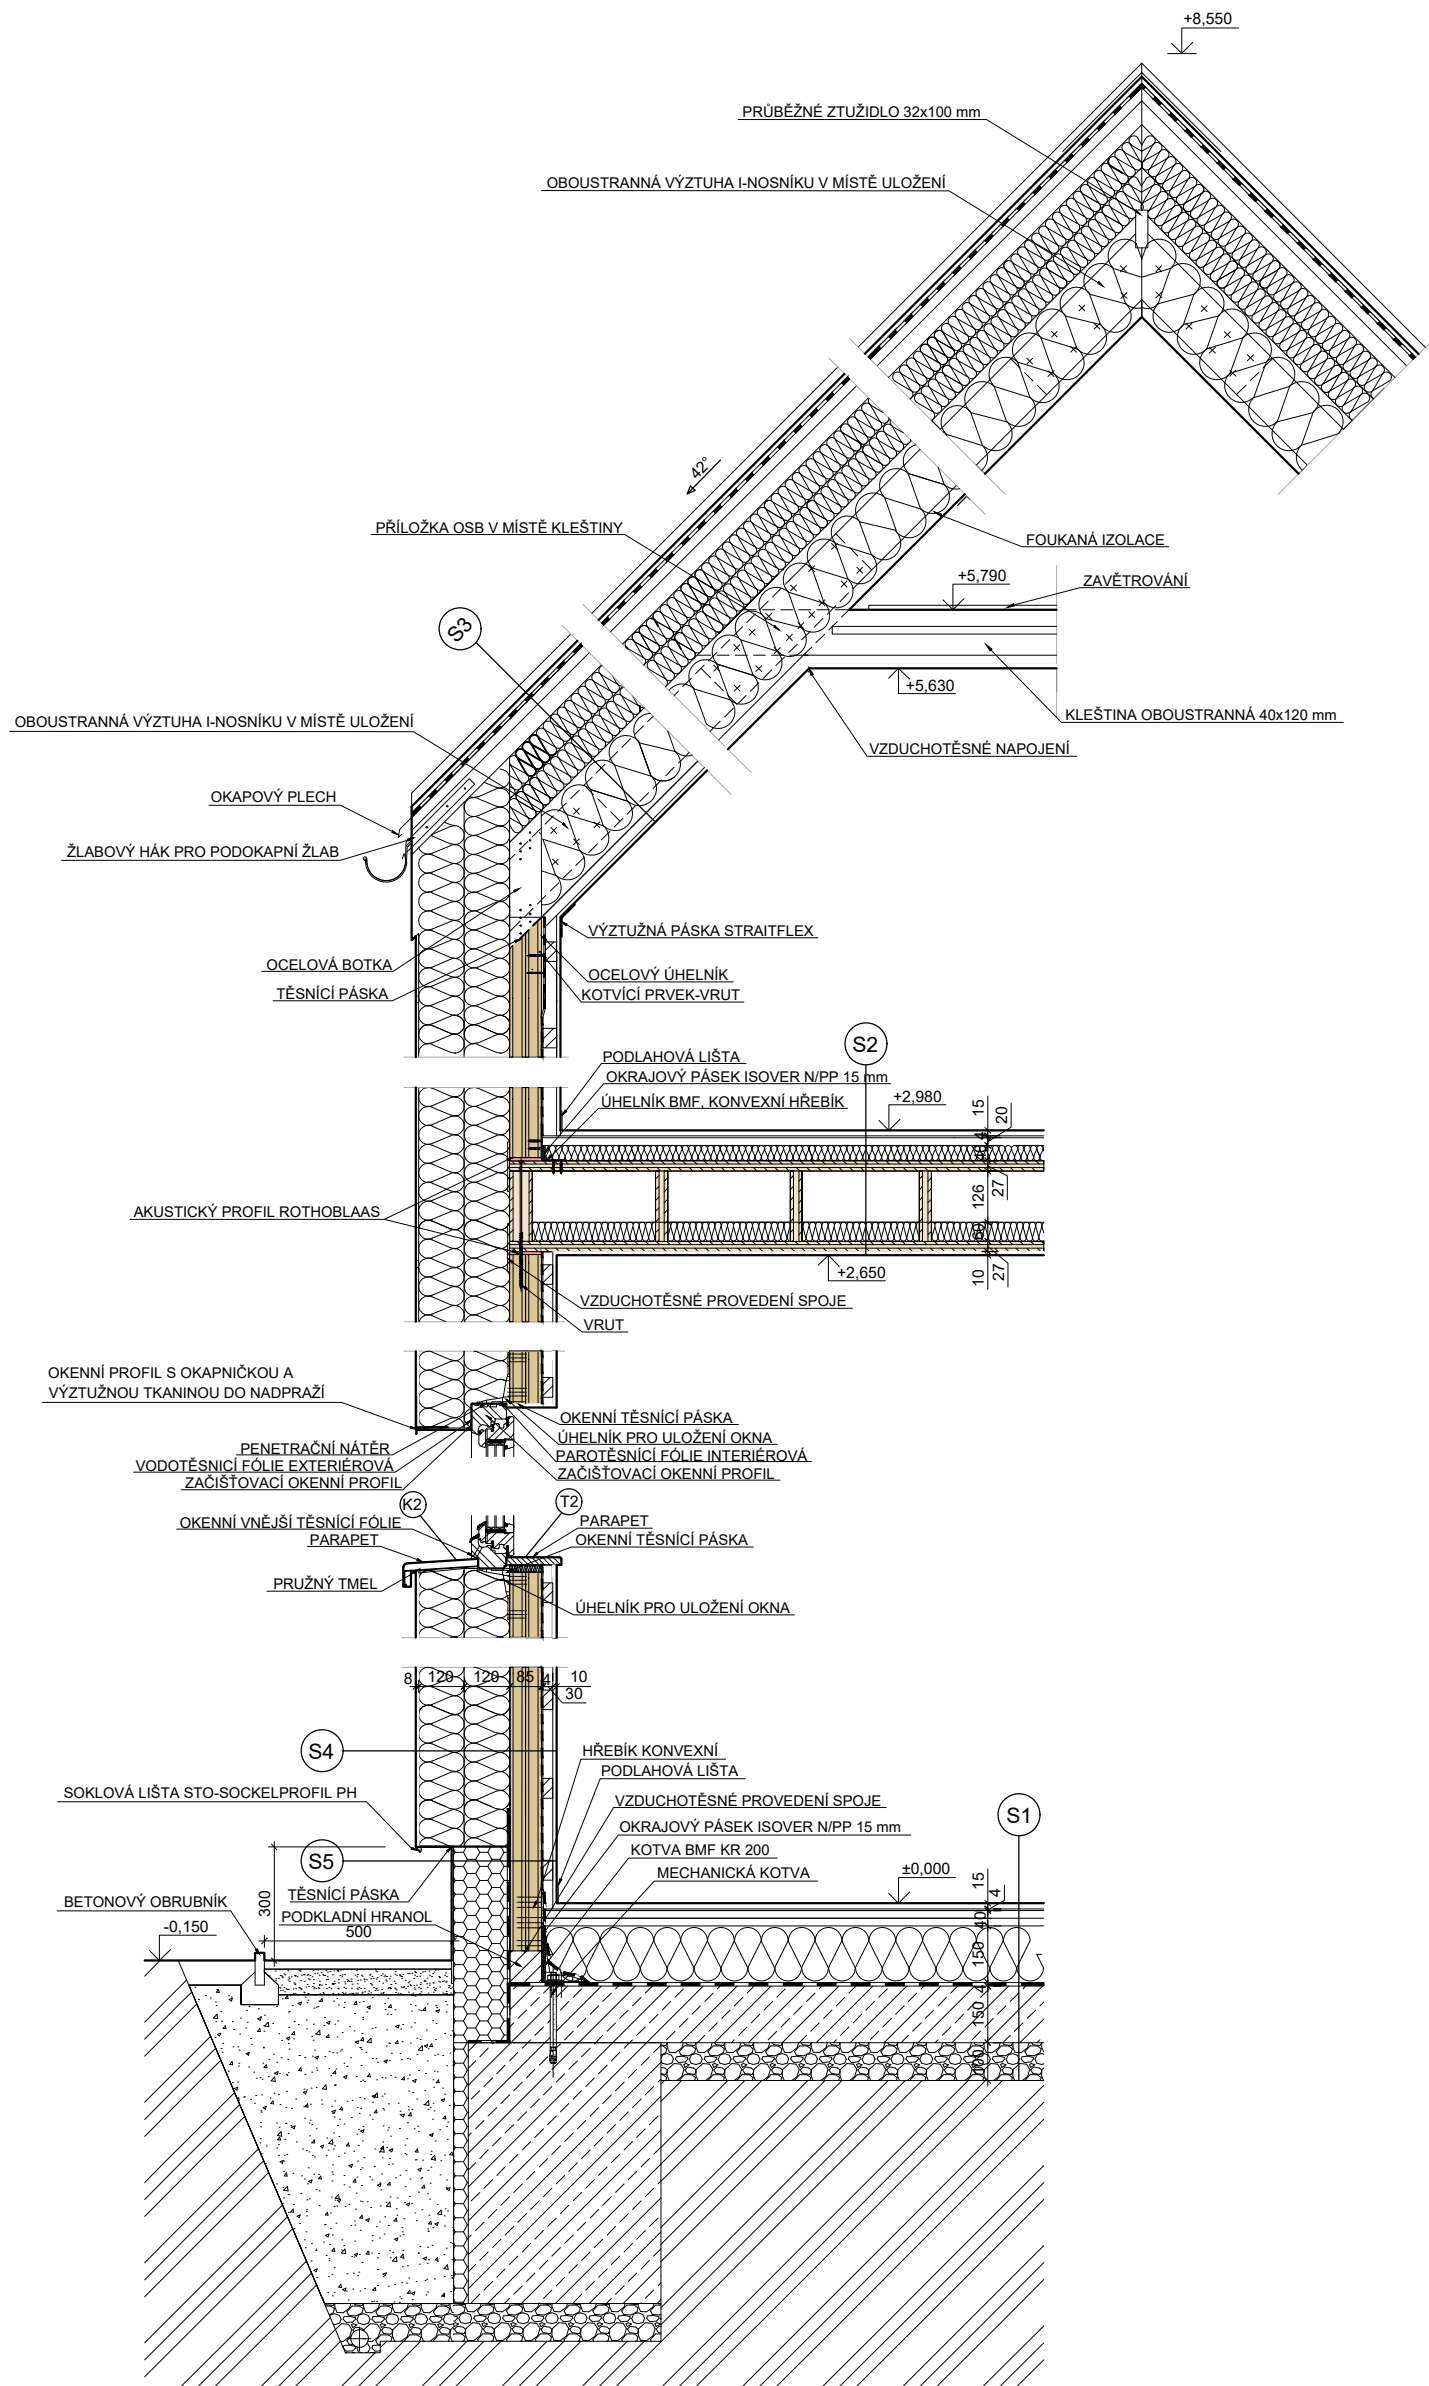 +8,550
PRŮBĚŽNÉ ZTUŽIDLO 32x100 mm
OBOUSTRANNÁ VÝZTUHA I-NOSNÍKU V MÍSTĚ ULOŽENÍ
42°
PŘÍLOŽKA OSB V MÍSTĚ KLEŠTINY
FOUKANÁ IZOLACE
+5,790
ZAVĚTROVÁNÍ
S3
+5,630
KLEŠTINA OBOUSTRANNÁ 40x120 mm
OBOUSTRANNÁ VÝZTUHA I-NOSNÍKU V MÍSTĚ ULOŽENÍ
VZDUCHOTĚSNÉ NAPOJENÍ
OKAPOVÝ PLECH
ŽLABOVÝ HÁK PRO PODOKAPNÍ ŽLAB
VÝZTUŽNÁ PÁSKA STRAITFLEX
OCELOVÁ BOTKA
OCELOVÝ ÚHELNÍK
TĚSNÍCÍ PÁSKA
KOTVÍCÍ PRVEK-VRUT
S2
PODLAHOVÁ LIŠTA
OKRAJOVÝ PÁSEK ISOVER N/PP 15 mm
ÚHELNÍK BMF, KONVEXNÍ HŘEBÍK
+2,980
15
20
4
40
27
126
60
27
10
AKUSTICKÝ PROFIL ROTHOBLAAS
+2,650
VZDUCHOTĚSNÉ PROVEDENÍ SPOJE
VRUT
OKENNÍ PROFIL S OKAPNIČKOU A
VÝZTUŽNOU TKANINOU DO NADPRAŽÍ
OKENNÍ TĚSNÍCÍ PÁSKA
ÚHELNÍK PRO ULOŽENÍ OKNA
PENETRAČNÍ NÁTĚR
PAROTĚSNÍCÍ FÓLIE INTERIÉROVÁ
VODOTĚSNICÍ FÓLIE EXTERIÉROVÁ
ZAČIŠŤOVACÍ OKENNÍ PROFIL
ZAČIŠŤOVACÍ OKENNÍ PROFIL
K2
T2
OKENNÍ VNĚJŠÍ TĚSNÍCÍ FÓLIE
PARAPET
PARAPET
OKENNÍ TĚSNÍCÍ PÁSKA
PRUŽNÝ TMEL
ÚHELNÍK PRO ULOŽENÍ OKNA
8 120 120 85 4 10
30
S4
HŘEBÍK KONVEXNÍ
PODLAHOVÁ LIŠTA
SOKLOVÁ LIŠTA STO-SOCKELPROFIL PH
VZDUCHOTĚSNÉ PROVEDENÍ SPOJE
S1
OKRAJOVÝ PÁSEK ISOVER N/PP 15 mm
KOTVA BMF KR 200
S5
MECHANICKÁ KOTVA
±0,000
TĚSNÍCÍ PÁSKA
BETONOVÝ OBRUBNÍK
PODKLADNÍ HRANOL
-0,150
300
500
15
4
40
150
4
150
100